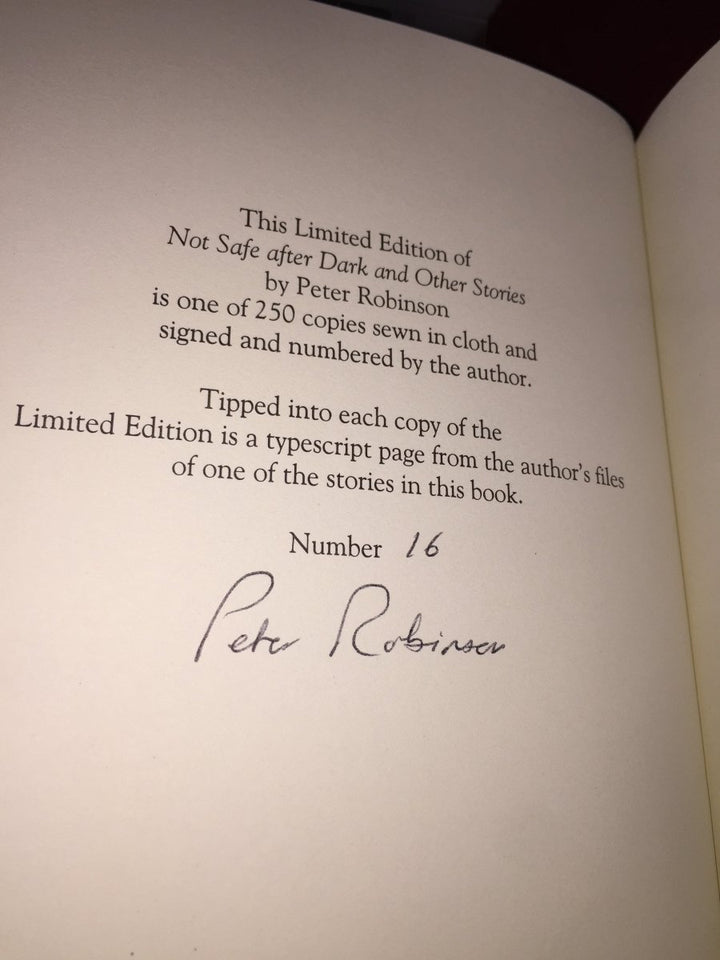 This Limited Edition of
Not Safe after Dark and Other Stories
by Peter Robinson
is one of 250 copies sewn in cloth and
signed and numbered by the author.
Tipped into each copy of the
Limited Edition is a typescript page from the author's files
of one of the stories in this book.
Number 16
Peter Robinson